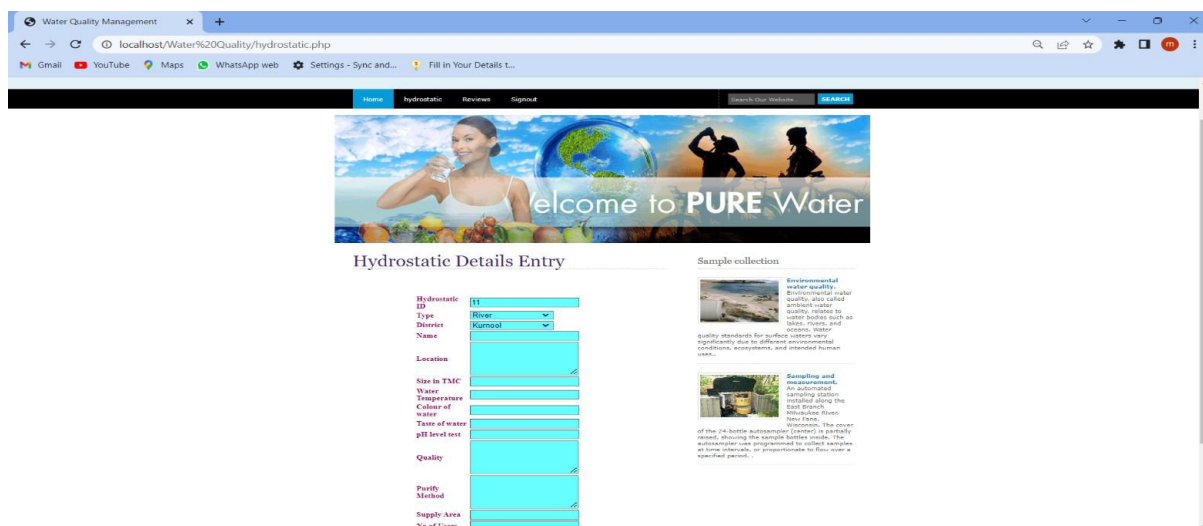 Water Quality Management
localhost/Water%20Quality/hydrostatic.php
m
Gmail YouTube Maps WhatsApp web Settings - Sync and... Fill in Your Details t...
Home hydrostatic Reviews Signout Search Our Website... SEARCH
elcome to PURE Water
Hydrostatic Details Entry
Hydrostatic
ID 11
Type River
District Kurnool
Name
Location
Size in TMC
Water
Temperature
Colour of
water
Taste of water
pH level test
Quality
Purify
Method
Supply Area
No of Users
Sample collection
Environmental
water quality.
Environmental water
quality, also called
ambient water
quality, relates to
water bodies such as
lakes, rivers, and
oceans. Water
quality standards for surface waters vary
significantly due to different environmental
conditions, ecosystems, and intended human
uses...
Sampling and
measurement.
An automated
sampling station
installed along the
East Branch
Milwaukee River,
New Fane,
Wisconsin. The cover
of the 24-bottle autosampler (center) is partially
raised, showing the sample bottles inside. The
autosampler was programmed to collect samples
at time intervals, or proportionate to flow over a
specified period. .